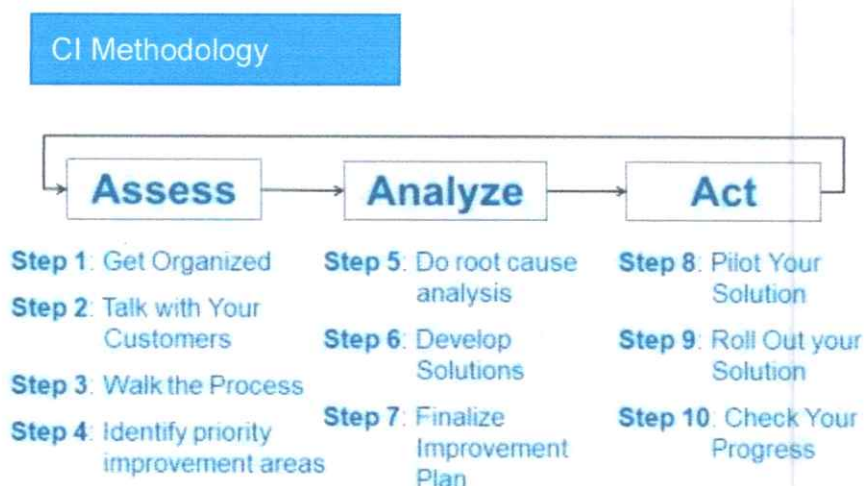 CI Methodology
Assess
Analyze
Act
Step 1: Get Organized
Step 2: Talk with Your
Customers
Step 3: Walk the Process
Step 4: Identify priority
improvement areas
Step 5: Do root cause
analysis
Step 6: Develop
Solutions
Step 7: Finalize
Improvement
Plan
Step 8: Pilot Your
Solution
Step 9: Roll Out your
Solution
Step 10: Check Your
Progress